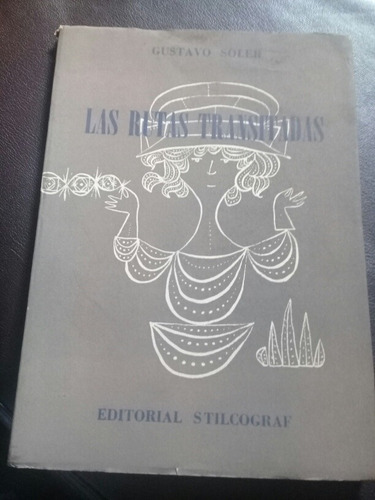 GUSTAVO SOLER
LAS RUTAS TRANSITADAS
EDITORIAL STILCOGRAF